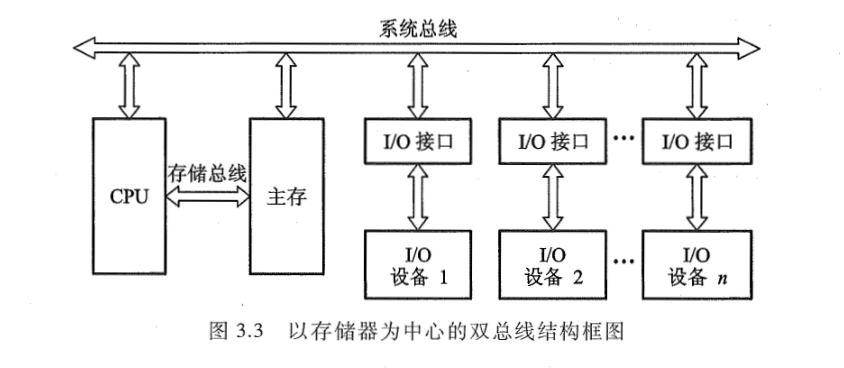 系统总线
I/O 接口
I/O 接口
···
I/O 接口
存储总线
CPU
主存
I/O
设备 1
I/O
设备 2
···
I/O
设备 n
图 3.3 以存储器为中心的双总线结构框图